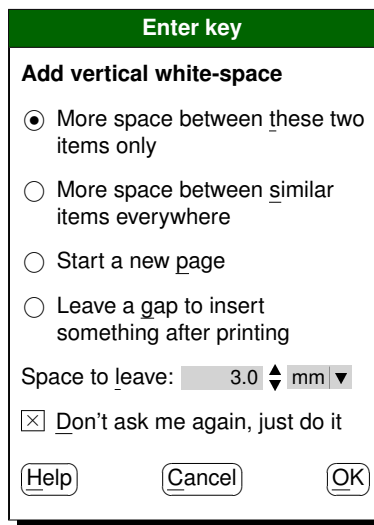 Enter key
Add vertical white-space
More space between these two
items only
More space between similar
items everywhere
Start a new page
Leave a gap to insert
something after printing
Space to leave: 3.0 mm
Don't ask me again, just do it
Help Cancel OK